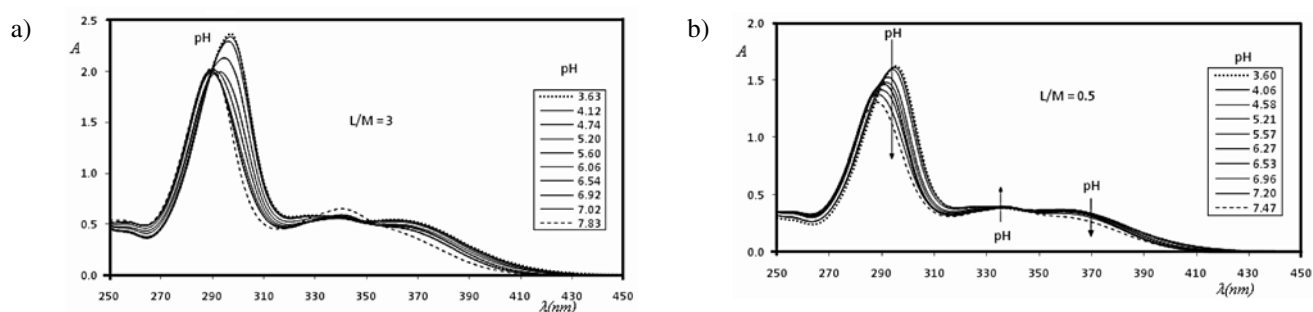 a)
2.5
A
pH
2.0
1.5
1.0
0.5
0.0
L/M = 3
pH
3.63
4.12
4.74
5.20
5.60
6.06
6.54
6.92
7.02
7.83
250 270 290 310 330 350 370 390 410 430 450
λ(nm)
b)
2.0
A
pH
1.5
1.0
0.5
0.0
L/M = 0.5
pH
pH
pH
3.60
4.06
4.58
5.21
5.57
6.27
6.53
6.96
7.20
7.47
250 270 290 310 330 350 370 390 410 430 450
λ(nm)